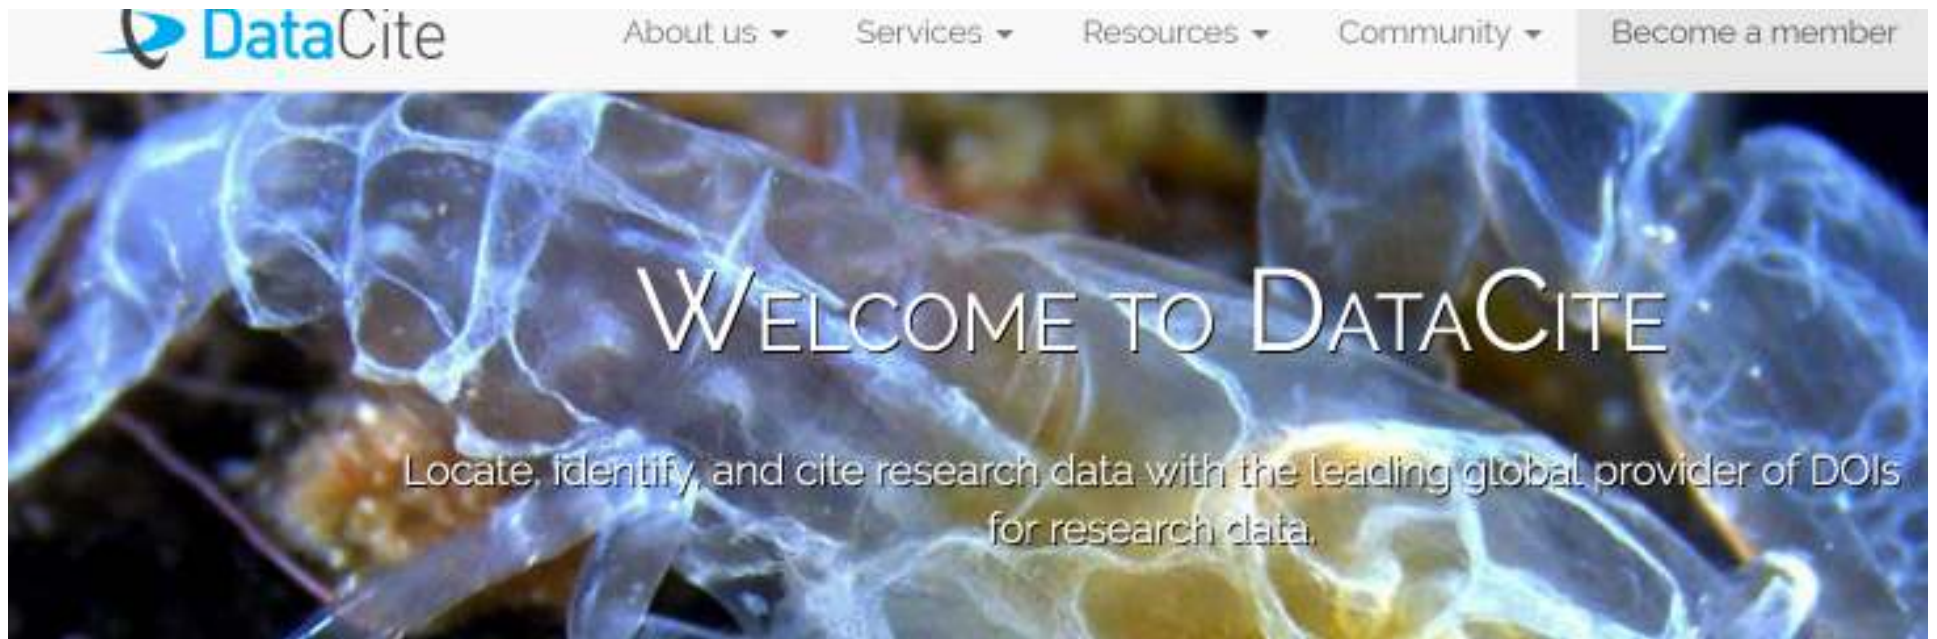 DataCite
About us
Services
Resources
Community
Become a member
WELCOME TO DATACITE
Locate, identify, and cite research data with the leading global provider of DOIs
for research data.